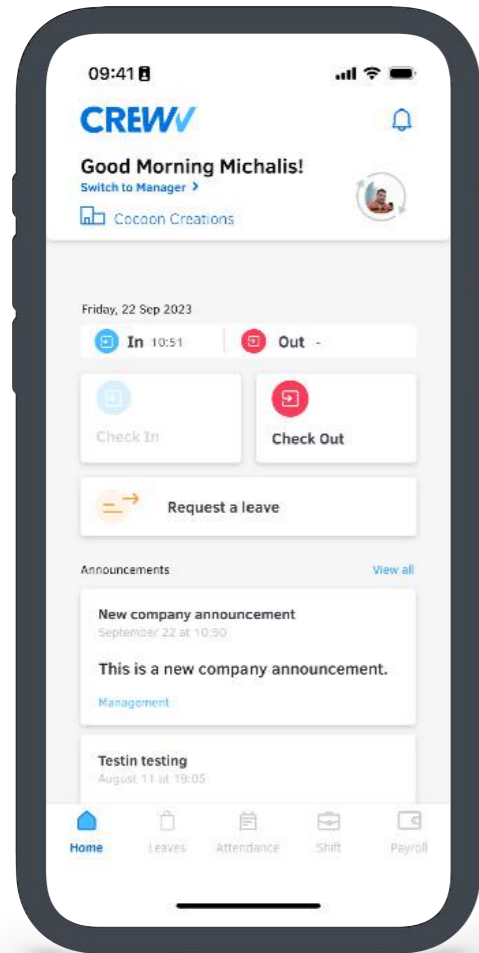 09:41
CREWW
Good Morning Michalis!
Switch to Manager >
Cocoon Creations
Friday, 22 Sep 2023
In 10:51
Out -
Check In
Check Out
Request a leave
Announcements
View all
New company announcement
September 22 at 10:50
This is a new company announcement.
Management
Testin testing
August 11 at 19:05
Home
Leaves
Attendance
Shift
Payroll